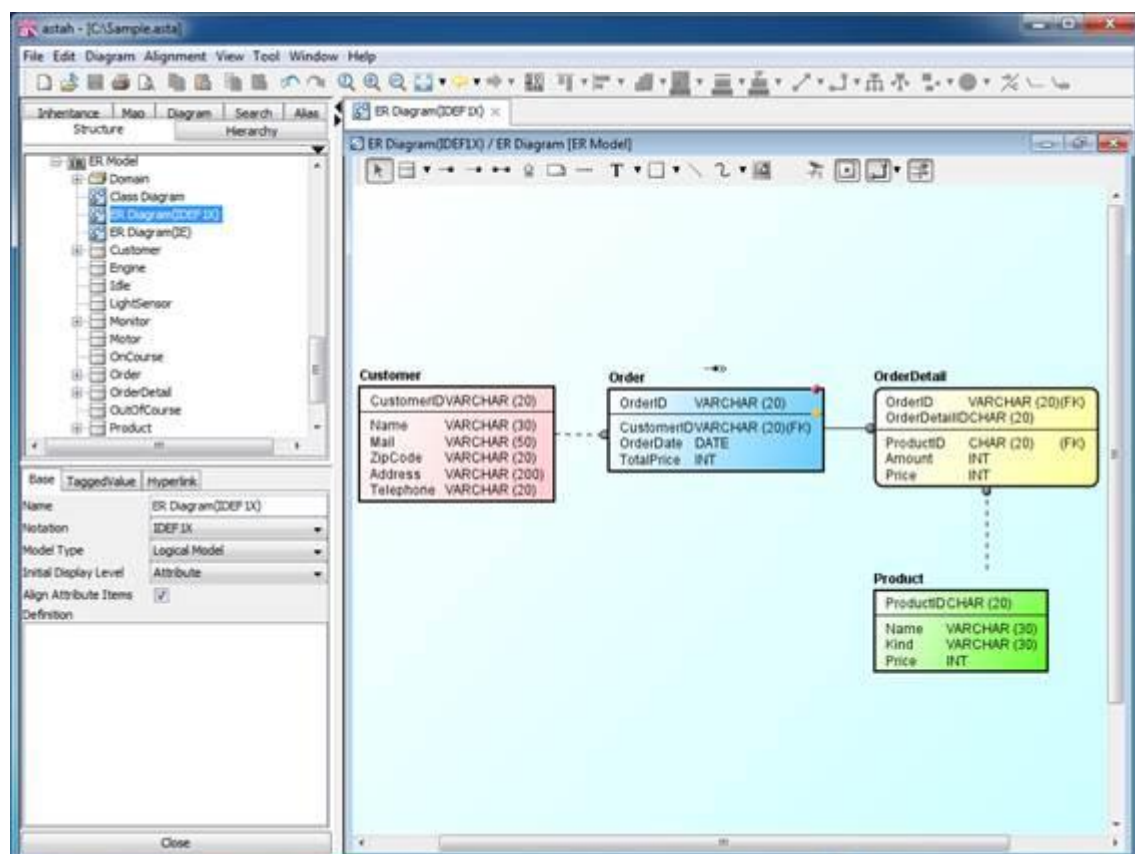 astah - [C:\Sample.asta]
File Edit Diagram Alignment View Tool Window Help
Inheritance Map Diagram Search Alias
Structure Hierarchy
ER Model
Domain
Class Diagram
ER Diagram(IDEF1X)
ER Diagram(IE)
Customer
Engine
Idle
LightSensor
Monitor
Motor
OnCourse
Order
OrderDetail
OutOfCourse
Product
Base TaggedValue Hyperlink
Name ER Diagram(IDEF1X)
Notation IDEF1X
Model Type Logical Model
Initial Display Level Attribute
Align Attribute Items
Definition
Close
ER Diagram(IDEF1X)
ER Diagram(IDEF1X) / ER Diagram [ER Model]
T
Customer
CustomerID VARCHAR (20)
Name VARCHAR (30)
Mail VARCHAR (50)
ZipCode VARCHAR (20)
Address VARCHAR (200)
Telephone VARCHAR (20)
Order
OrderID VARCHAR (20)
CustomerID VARCHAR (20)(FK)
OrderDate DATE
TotalPrice INT
OrderDetail
OrderID VARCHAR (20)(FK)
OrderDetailID CHAR (20)
ProductID CHAR (20) (FK)
Amount INT
Price INT
Product
ProductID CHAR (20)
Name VARCHAR (30)
Kind VARCHAR (30)
Price INT